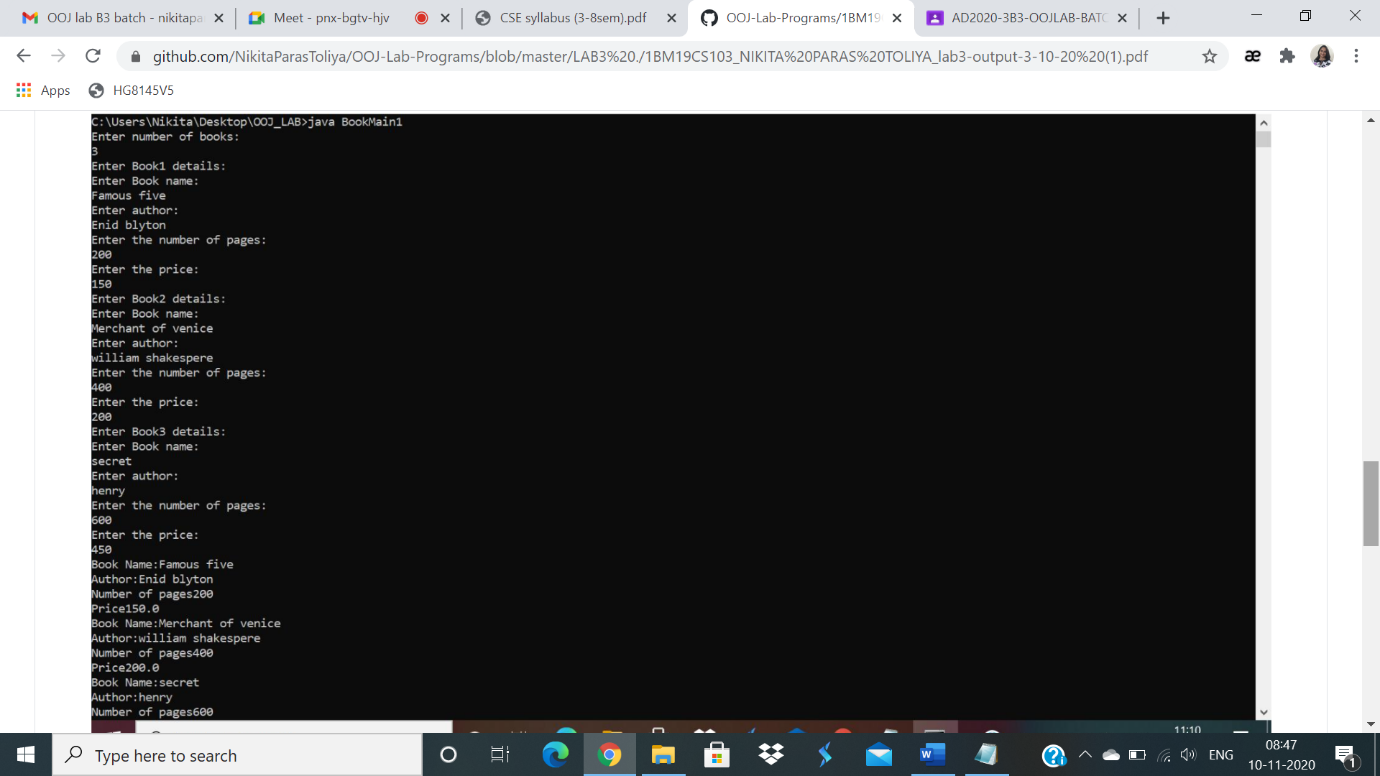 OOJ lab B3 batch - nikitapa
Meet - pnx-bgtv-hjv
CSE syllabus (3-8sem).pdf
OOJ-Lab-Programs/1BM19
AD2020-3B3-OOJLAB-BATC
github.com/NikitaParasToliya/OOJ-Lab-Programs/blob/master/LAB3%20./1BM19CS103_NIKITA%20PARAS%20TOLIYA_lab3-output-3-10-20%20(1).pdf
Apps
HG8145V5
C:\Users\Nikita\Desktop\OOJ_LAB>java BookMain1
Enter number of books:
3
Enter Book1 details:
Enter Book name:
Famous five
Enter author:
Enid blyton
Enter the number of pages:
200
Enter the price:
150
Enter Book2 details:
Enter Book name:
Merchant of venice
Enter author:
william shakespere
Enter the number of pages:
400
Enter the price:
200
Enter Book3 details:
Enter Book name:
secret
Enter author:
henry
Enter the number of pages:
600
Enter the price:
450
Book Name:Famous five
Author:Enid blyton
Number of pages200
Price150.0
Book Name:Merchant of venice
Author:william shakespere
Number of pages400
Price200.0
Book Name:secret
Author:henry
Number of pages600
11:10
Type here to search
ENG
08:47
10-11-2020
1